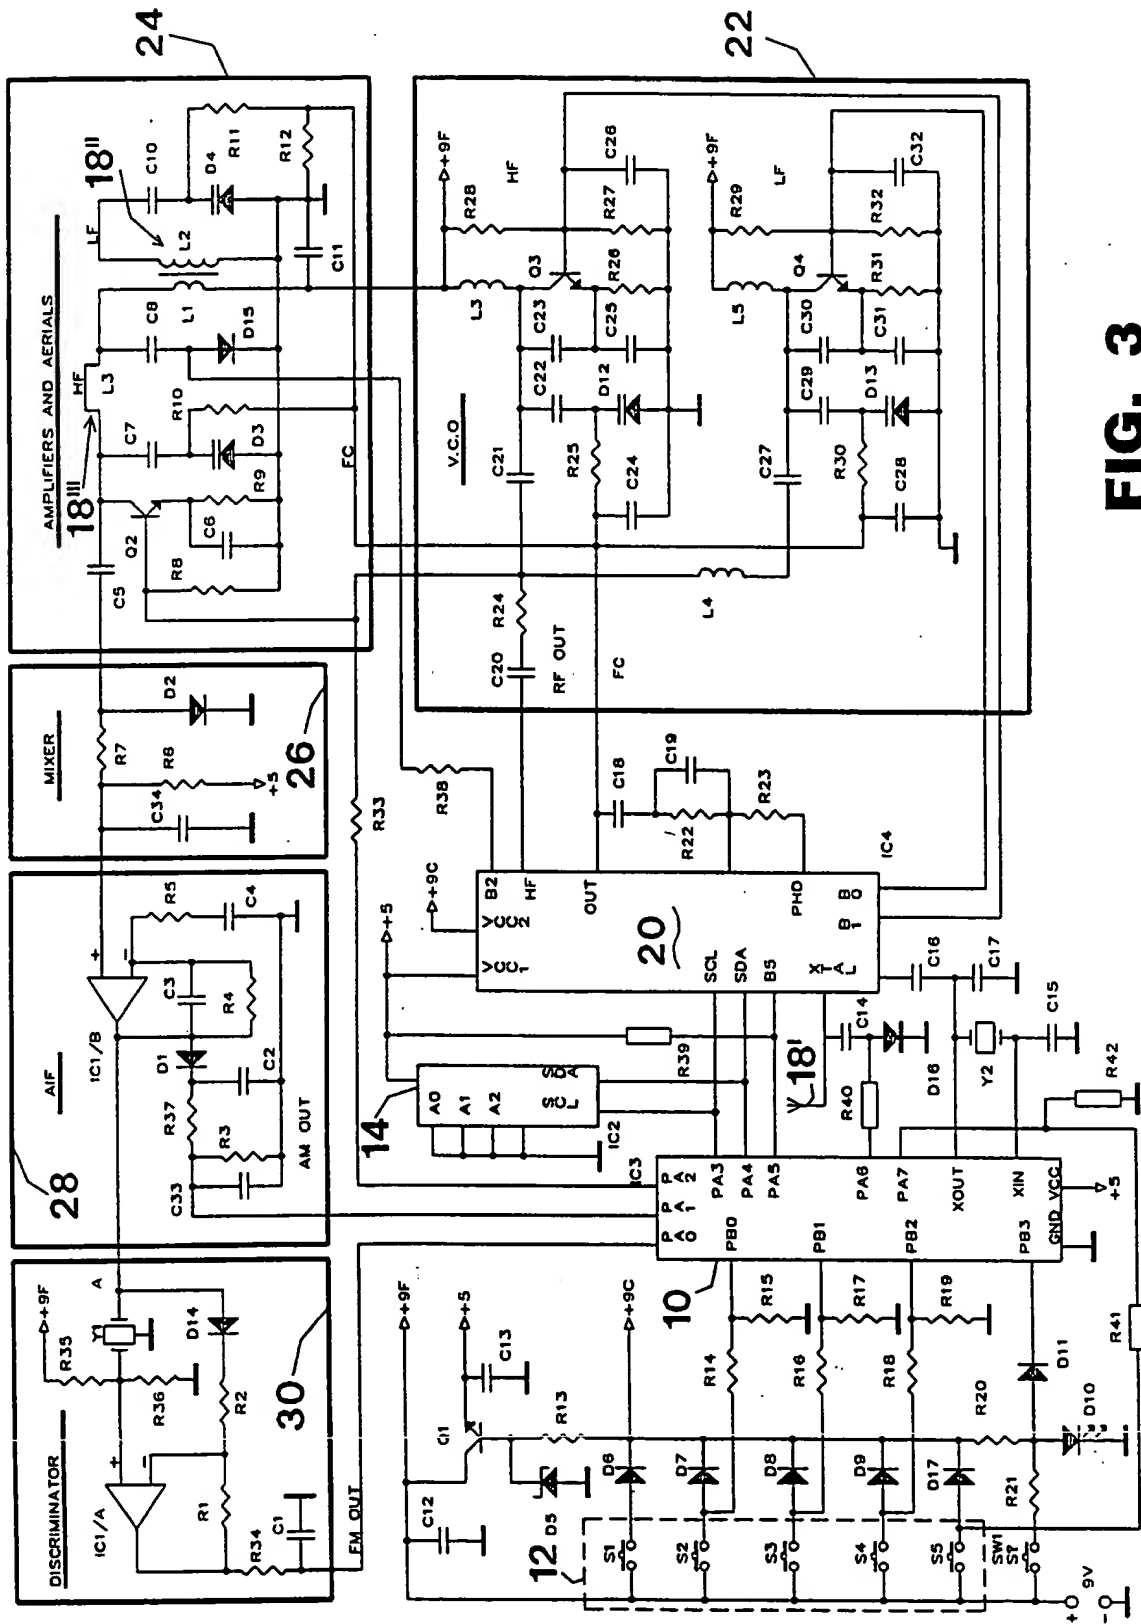 24
22
AMPLIFIERS AND AERIALS
18III
18II
C5
Q2
R8
C6
R9
C7
D3
R10
FC
HF
L3
C8
D15
L1
L2
LF
C10
D4
R11
R12
C11
V.C.O
+9F
R28
HF
L3
Q3
C26
R27
R26
C23
C25
C22
D12
C21
R25
C24
R24
C20
RF OUT
FC
L4
+9F
R29
LF
L5
Q4
C32
R32
R31
C30
C31
C29
D13
C27
R30
C28
MIXER
D2
R7
R6
+5
C34
26
R33
R38
C18
C19
R22
R23
AIF
28
IC1/B
+
-
R5
C4
C3
R4
D1
C2
R37
R3
C33
AM OUT
+5
+9C
VCC1
VCC2
B2
HF
OUT
PHD
20
IC4
SCL
SDA
B5
XTAL
B1
B0
14
A0
A1
A2
SDA
SCL
IC2
R39
18I
C14
C16
C17
D16
R40
Y2
C15
R42
IC3
PA0
PA1
PA2
PA3
PA4
PA5
PA6
PA7
XOUT
XIN
PB0
PB1
PB2
PB3
GND
VCC
+5
10
DISCRIMINATOR
30
+9F
R35
Y1
A
R36
D14
R2
IC1/A
+
-
R1
R34
C1
FM OUT
+9F
+5
C13
Q1
C12
D5
R13
+9C
12
S1
S2
S3
S4
S5
SW1
S?
D6
D7
D8
D9
D17
R14
R15
R16
R17
R18
R19
R20
R21
D11
D10
R41
+
9V
-
FIG. 3